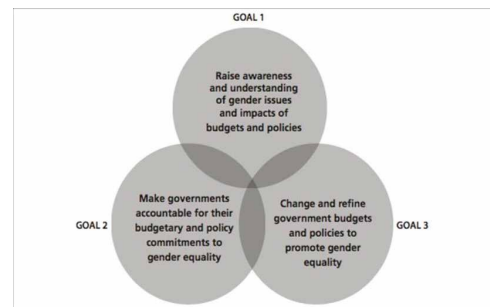 GOAL 1
Raise awareness
and understanding
of gender issues
and impacts of
budgets and policies
GOAL 2
Make governments
accountable for their
budgetary and policy
commitments to
gender equality
Change and refine
government budgets
and policies to
promote gender
equality
GOAL 3